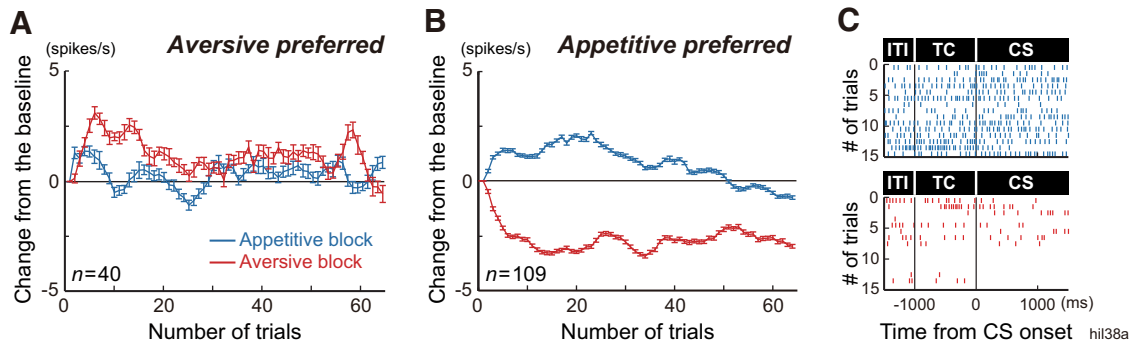 A
(spikes/s)
Aversive preferred
Change from the baseline
5
0
-5
Appetitive block
Aversive block
n=40
0 20 40 60
Number of trials
B
(spikes/s)
Appetitive preferred
Change from the baseline
5
0
-5
n=109
0 20 40 60
Number of trials
C
ITI TC CS
# of trials
0
5
10
15
ITI TC CS
# of trials
0
5
10
15
-1000 0 1000 (ms)
Time from CS onset
hil38a